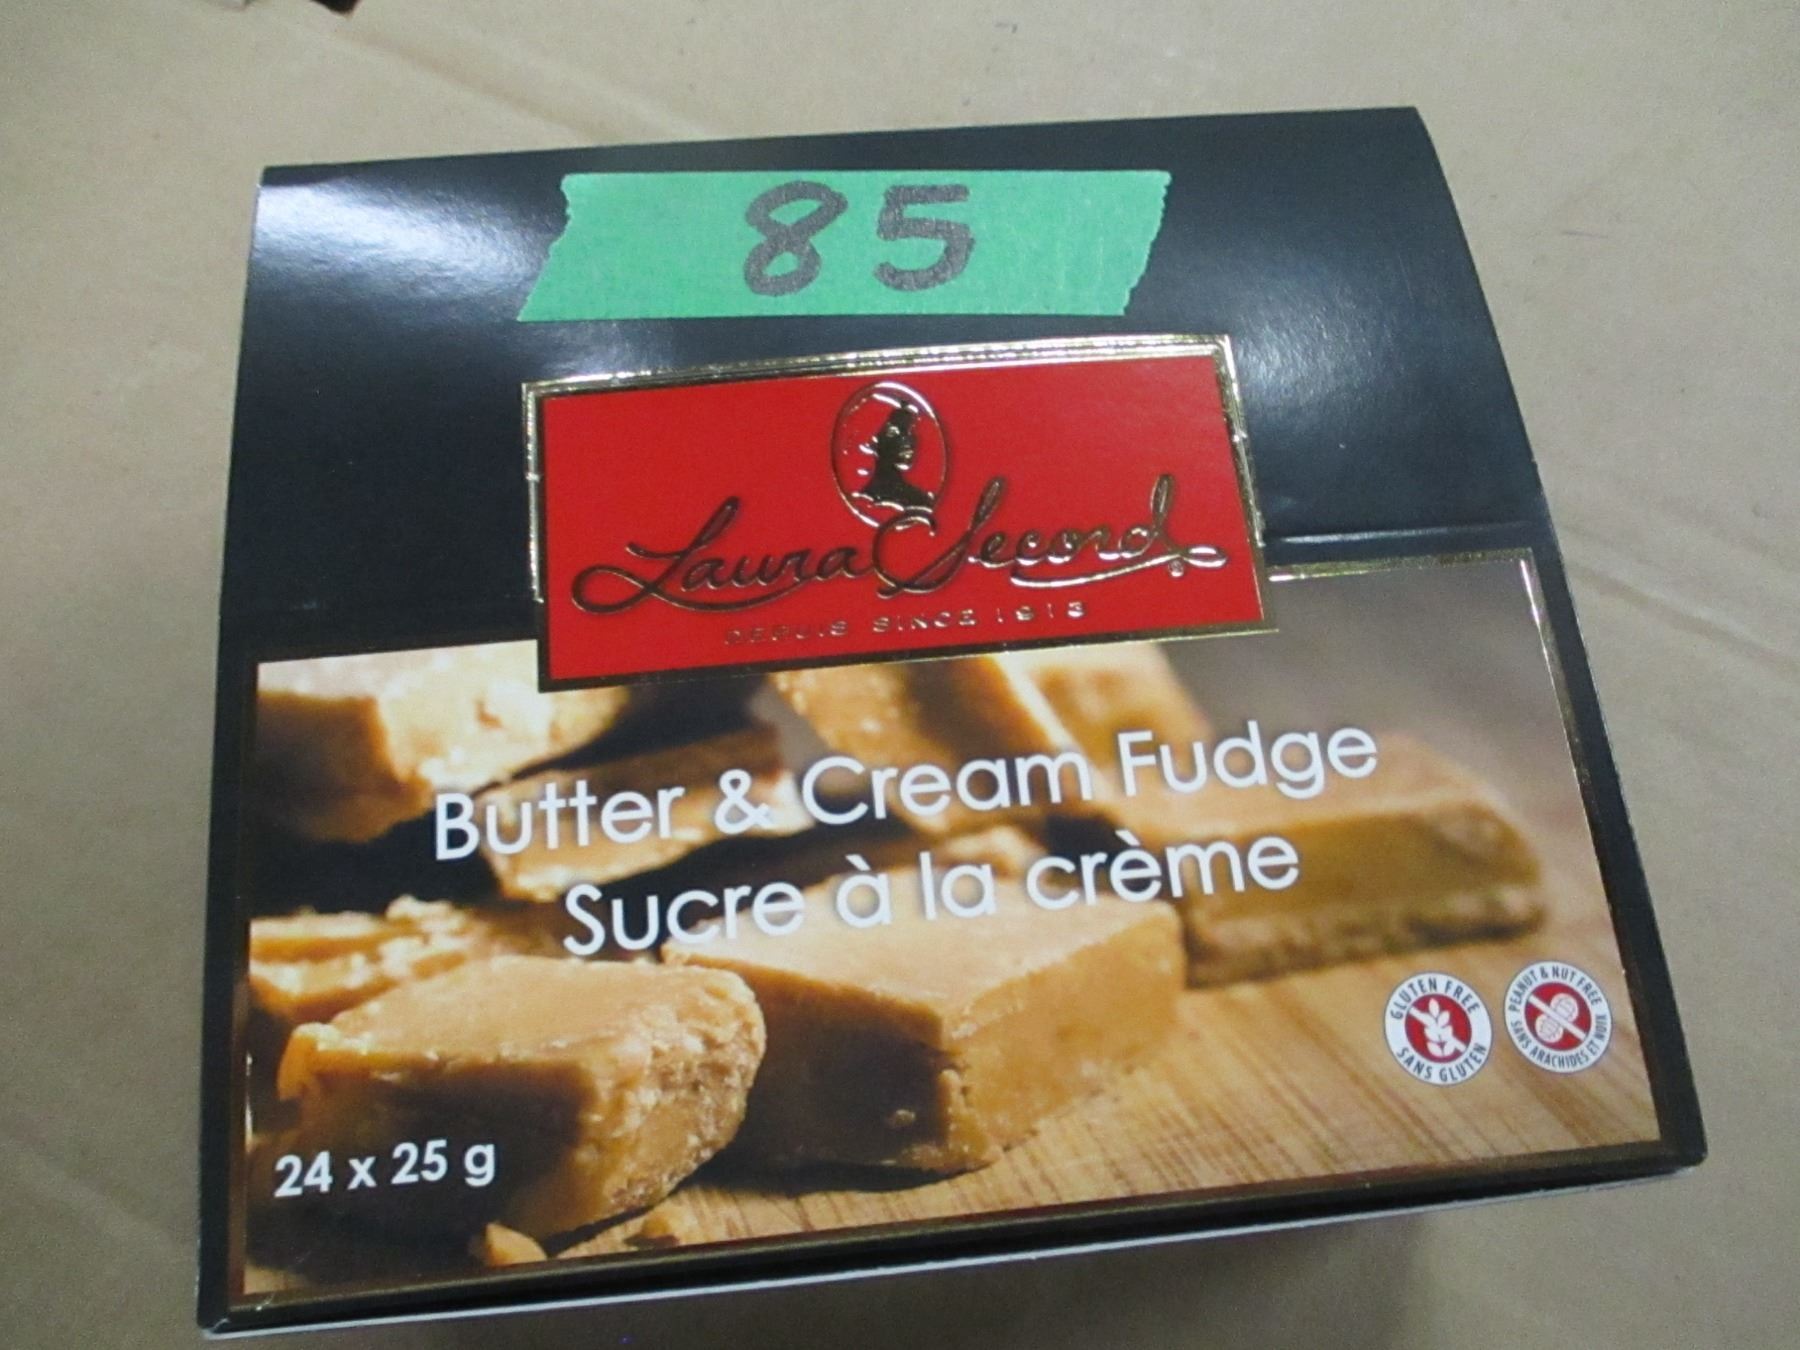 85
Laura Secord®
DEPUIS SINCE 1913
Butter & Cream Fudge
Sucre à la crème
GLUTEN FREE
SANS GLUTEN
PEANUT & NUT FREE
SANS ARACHIDES ET NOIX
24 x 25 g